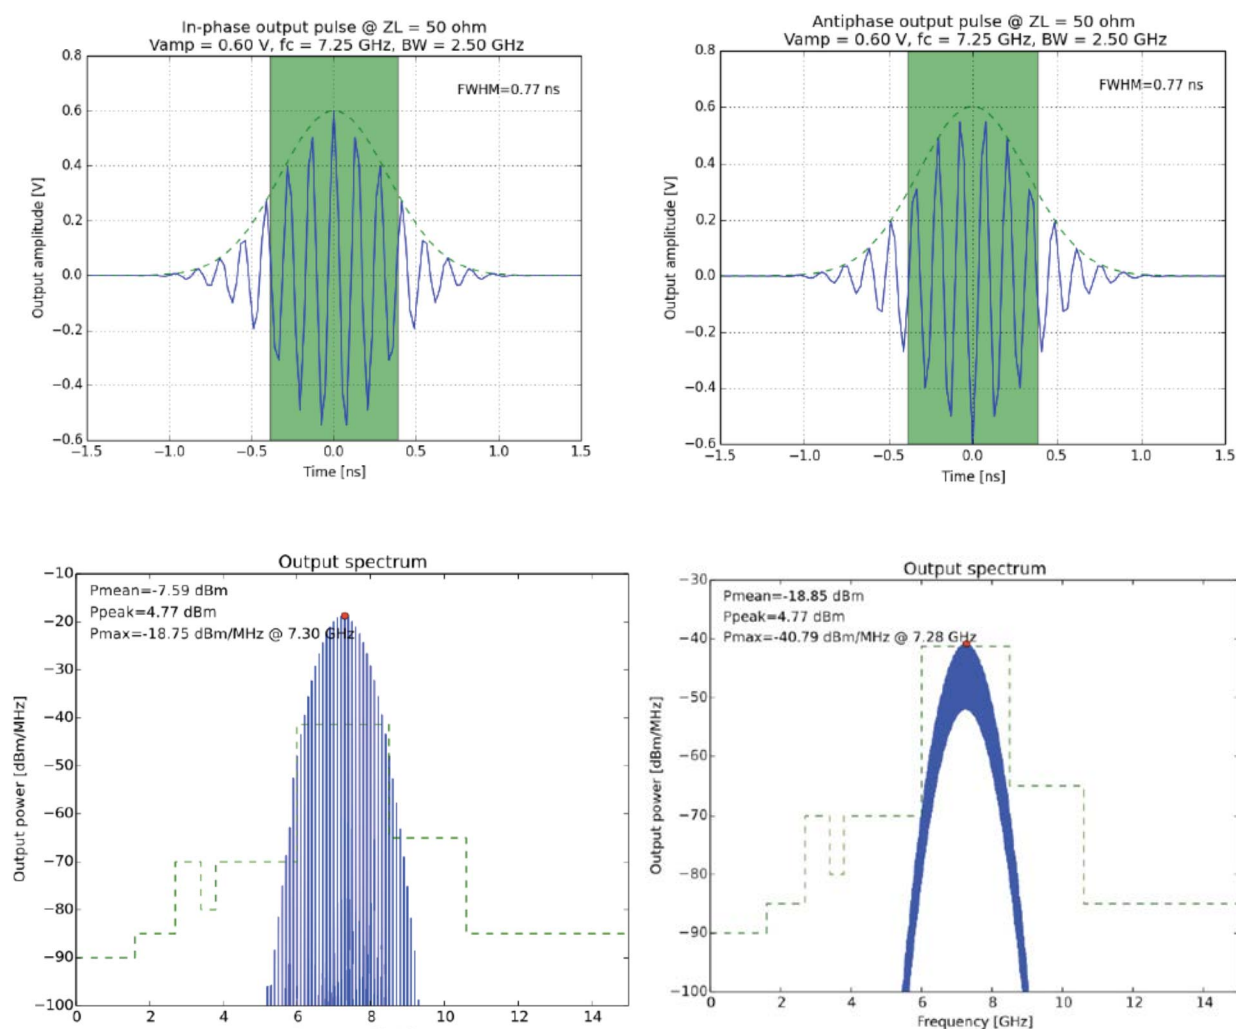 In-phase output pulse @ ZL = 50 ohm
Vamp = 0.60 V, fc = 7.25 GHz, BW = 2.50 GHz
FWHM=0.77 ns
0.8
0.6
0.4
0.2
0.0
−0.2
−0.4
−0.6
Output amplitude [V]
−1.5 −1.0 −0.5 0.0 0.5 1.0 1.5
Time [ns]
Antiphase output pulse @ ZL = 50 ohm
Vamp = 0.60 V, fc = 7.25 GHz, BW = 2.50 GHz
FWHM=0.77 ns
0.8
0.6
0.4
0.2
0.0
−0.2
−0.4
−0.6
Output amplitude [V]
−1.5 −1.0 −0.5 0.0 0.5 1.0 1.5
Time [ns]
Output spectrum
Pmean=-7.59 dBm
Ppeak=4.77 dBm
Pmax=-18.75 dBm/MHz @ 7.30 GHz
−10
−20
−30
−40
−50
−60
−70
−80
−90
−100
Output power [dBm/MHz]
0 2 4 6 8 10 12 14
Output spectrum
Pmean=-18.85 dBm
Ppeak=4.77 dBm
Pmax=-40.79 dBm/MHz @ 7.28 GHz
−30
−40
−50
−60
−70
−80
−90
−100
Output power [dBm/MHz]
0 2 4 6 8 10 12 14
Frequency [GHz]